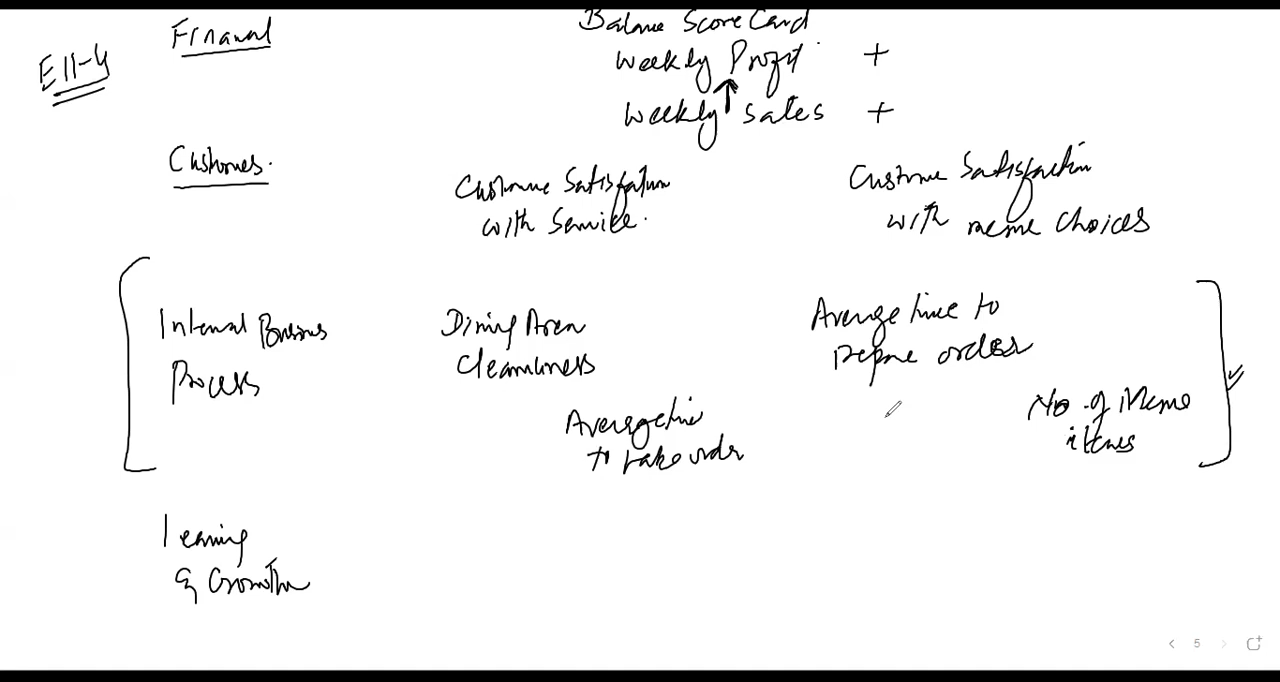 Balance Score Card
Financial
Weekly Profit +
E11-4
Weekly Sales +
Customer
Customer Satisfaction
with Service.
Customer Satisfaction
with menu choices
Internal Business
Process
Dining Area
Cleanliness
Average time to
Prepare order
Average time
to take order
No. of Menu
items
learning
& Growth
5